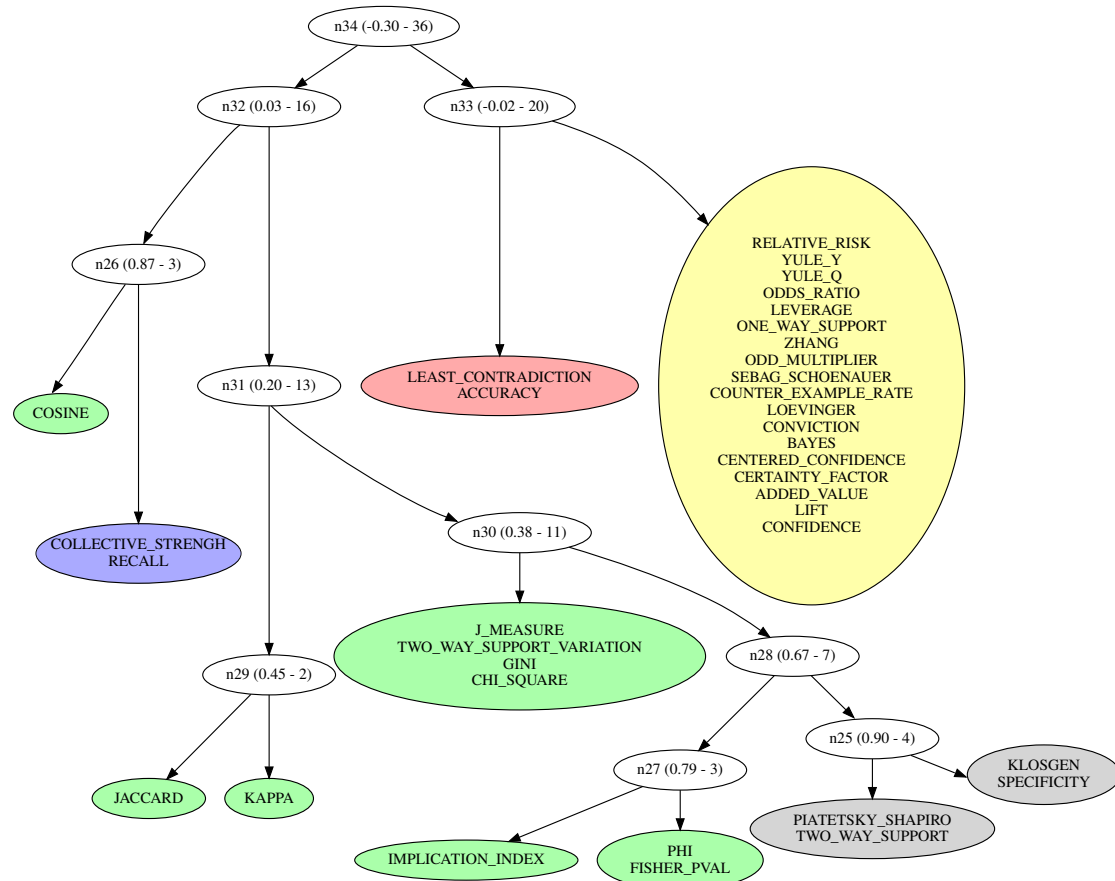 n34 (-0.30 - 36)
n32 (0.03 - 16)
n33 (-0.02 - 20)
n26 (0.87 - 3)
RELATIVE_RISK
YULE_Y
YULE_Q
ODDS_RATIO
LEVERAGE
ONE_WAY_SUPPORT
ZHANG
ODD_MULTIPLIER
SEBAG_SCHOENAUER
COUNTER_EXAMPLE_RATE
LOEVINGER
CONVICTION
BAYES
CENTERED_CONFIDENCE
CERTAINTY_FACTOR
ADDED_VALUE
LIFT
CONFIDENCE
n31 (0.20 - 13)
LEAST_CONTRADICTION
ACCURACY
COSINE
n30 (0.38 - 11)
COLLECTIVE_STRENGH
RECALL
J_MEASURE
TWO_WAY_SUPPORT_VARIATION
GINI
CHI_SQUARE
n28 (0.67 - 7)
n29 (0.45 - 2)
n25 (0.90 - 4)
n27 (0.79 - 3)
KLOSGEN
SPECIFICITY
JACCARD
KAPPA
PIATETSKY_SHAPIRO
TWO_WAY_SUPPORT
IMPLICATION_INDEX
PHI
FISHER_PVAL